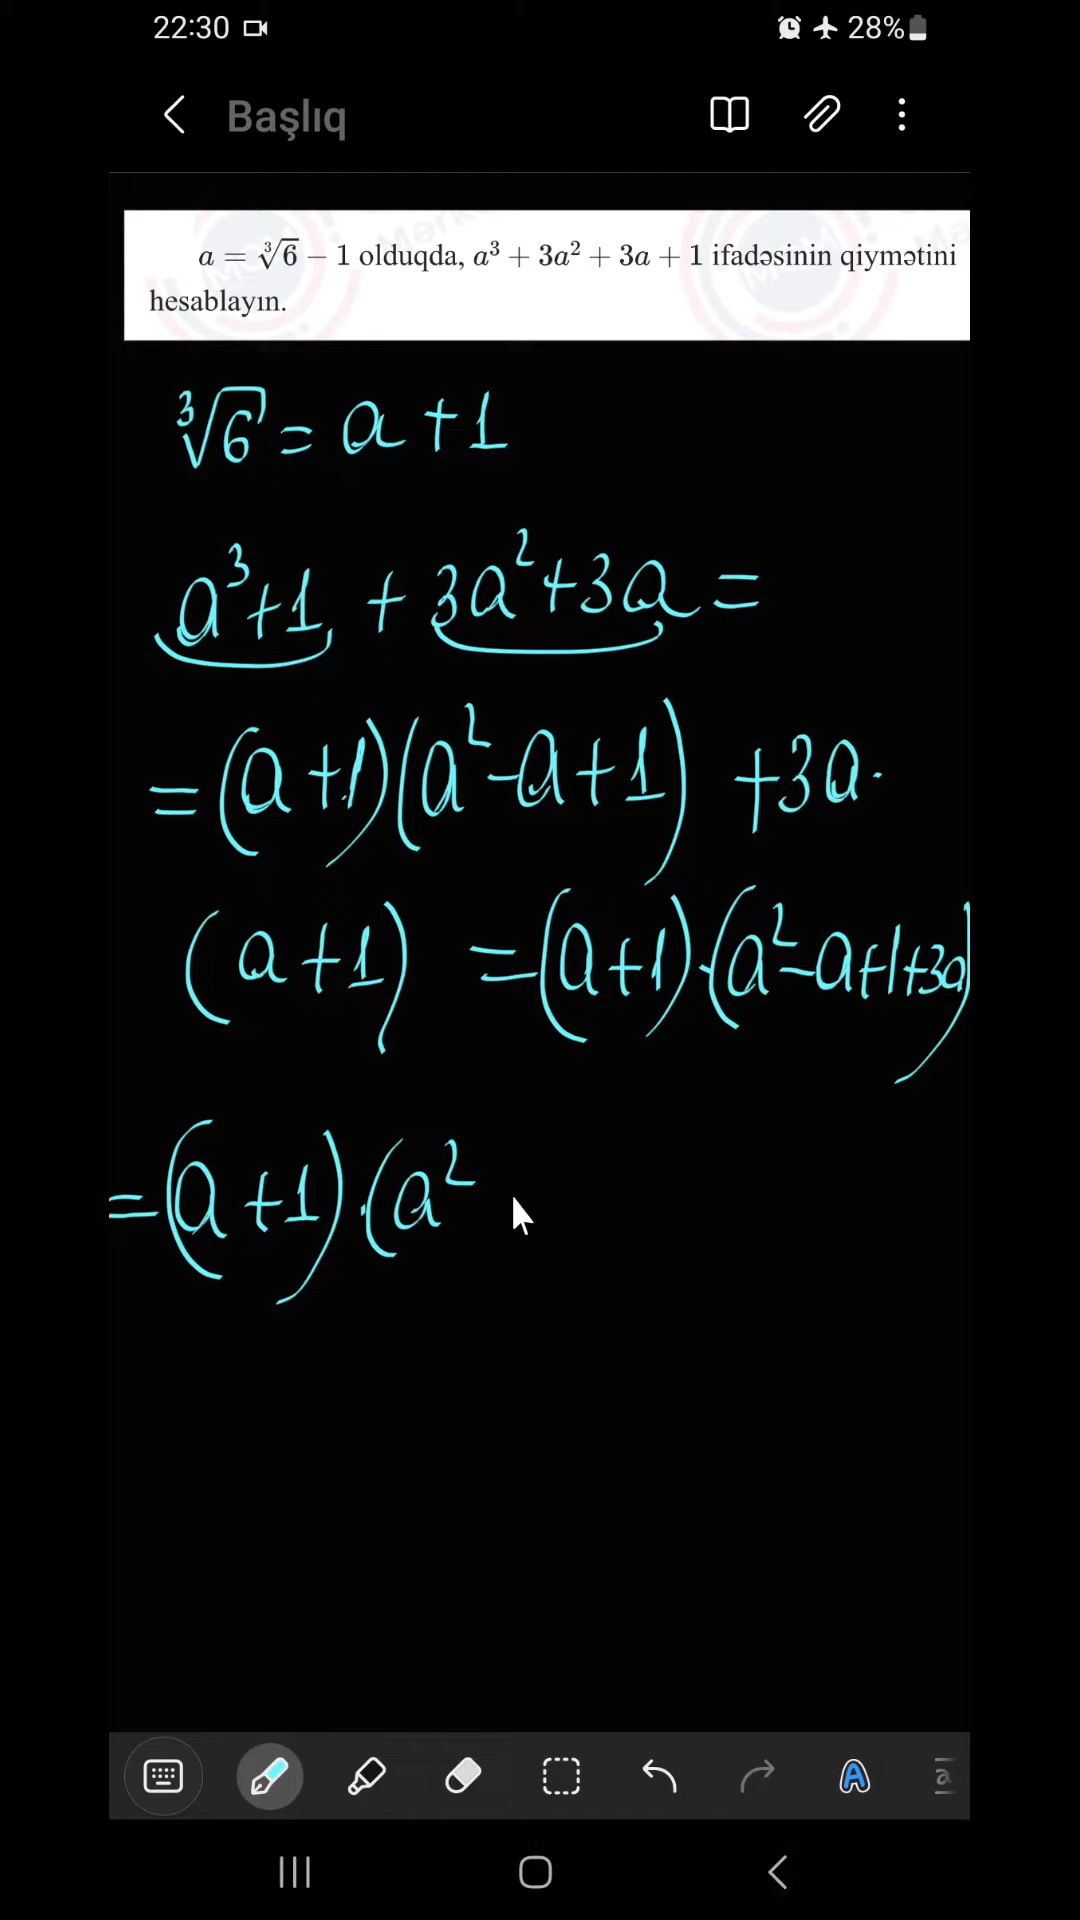 22:30 28%
Başlıq
a = ∛6 − 1 olduqda, a³ + 3a² + 3a + 1 ifadəsinin qiymətini
hesablayın.
∛6 = a + 1
a³+1 + 3a²+3a =
= (a+1)(a²-a+1) +3a·
(a+1) = (a+1)·(a²-a+1+3a)
= (a+1)·(a²
A a